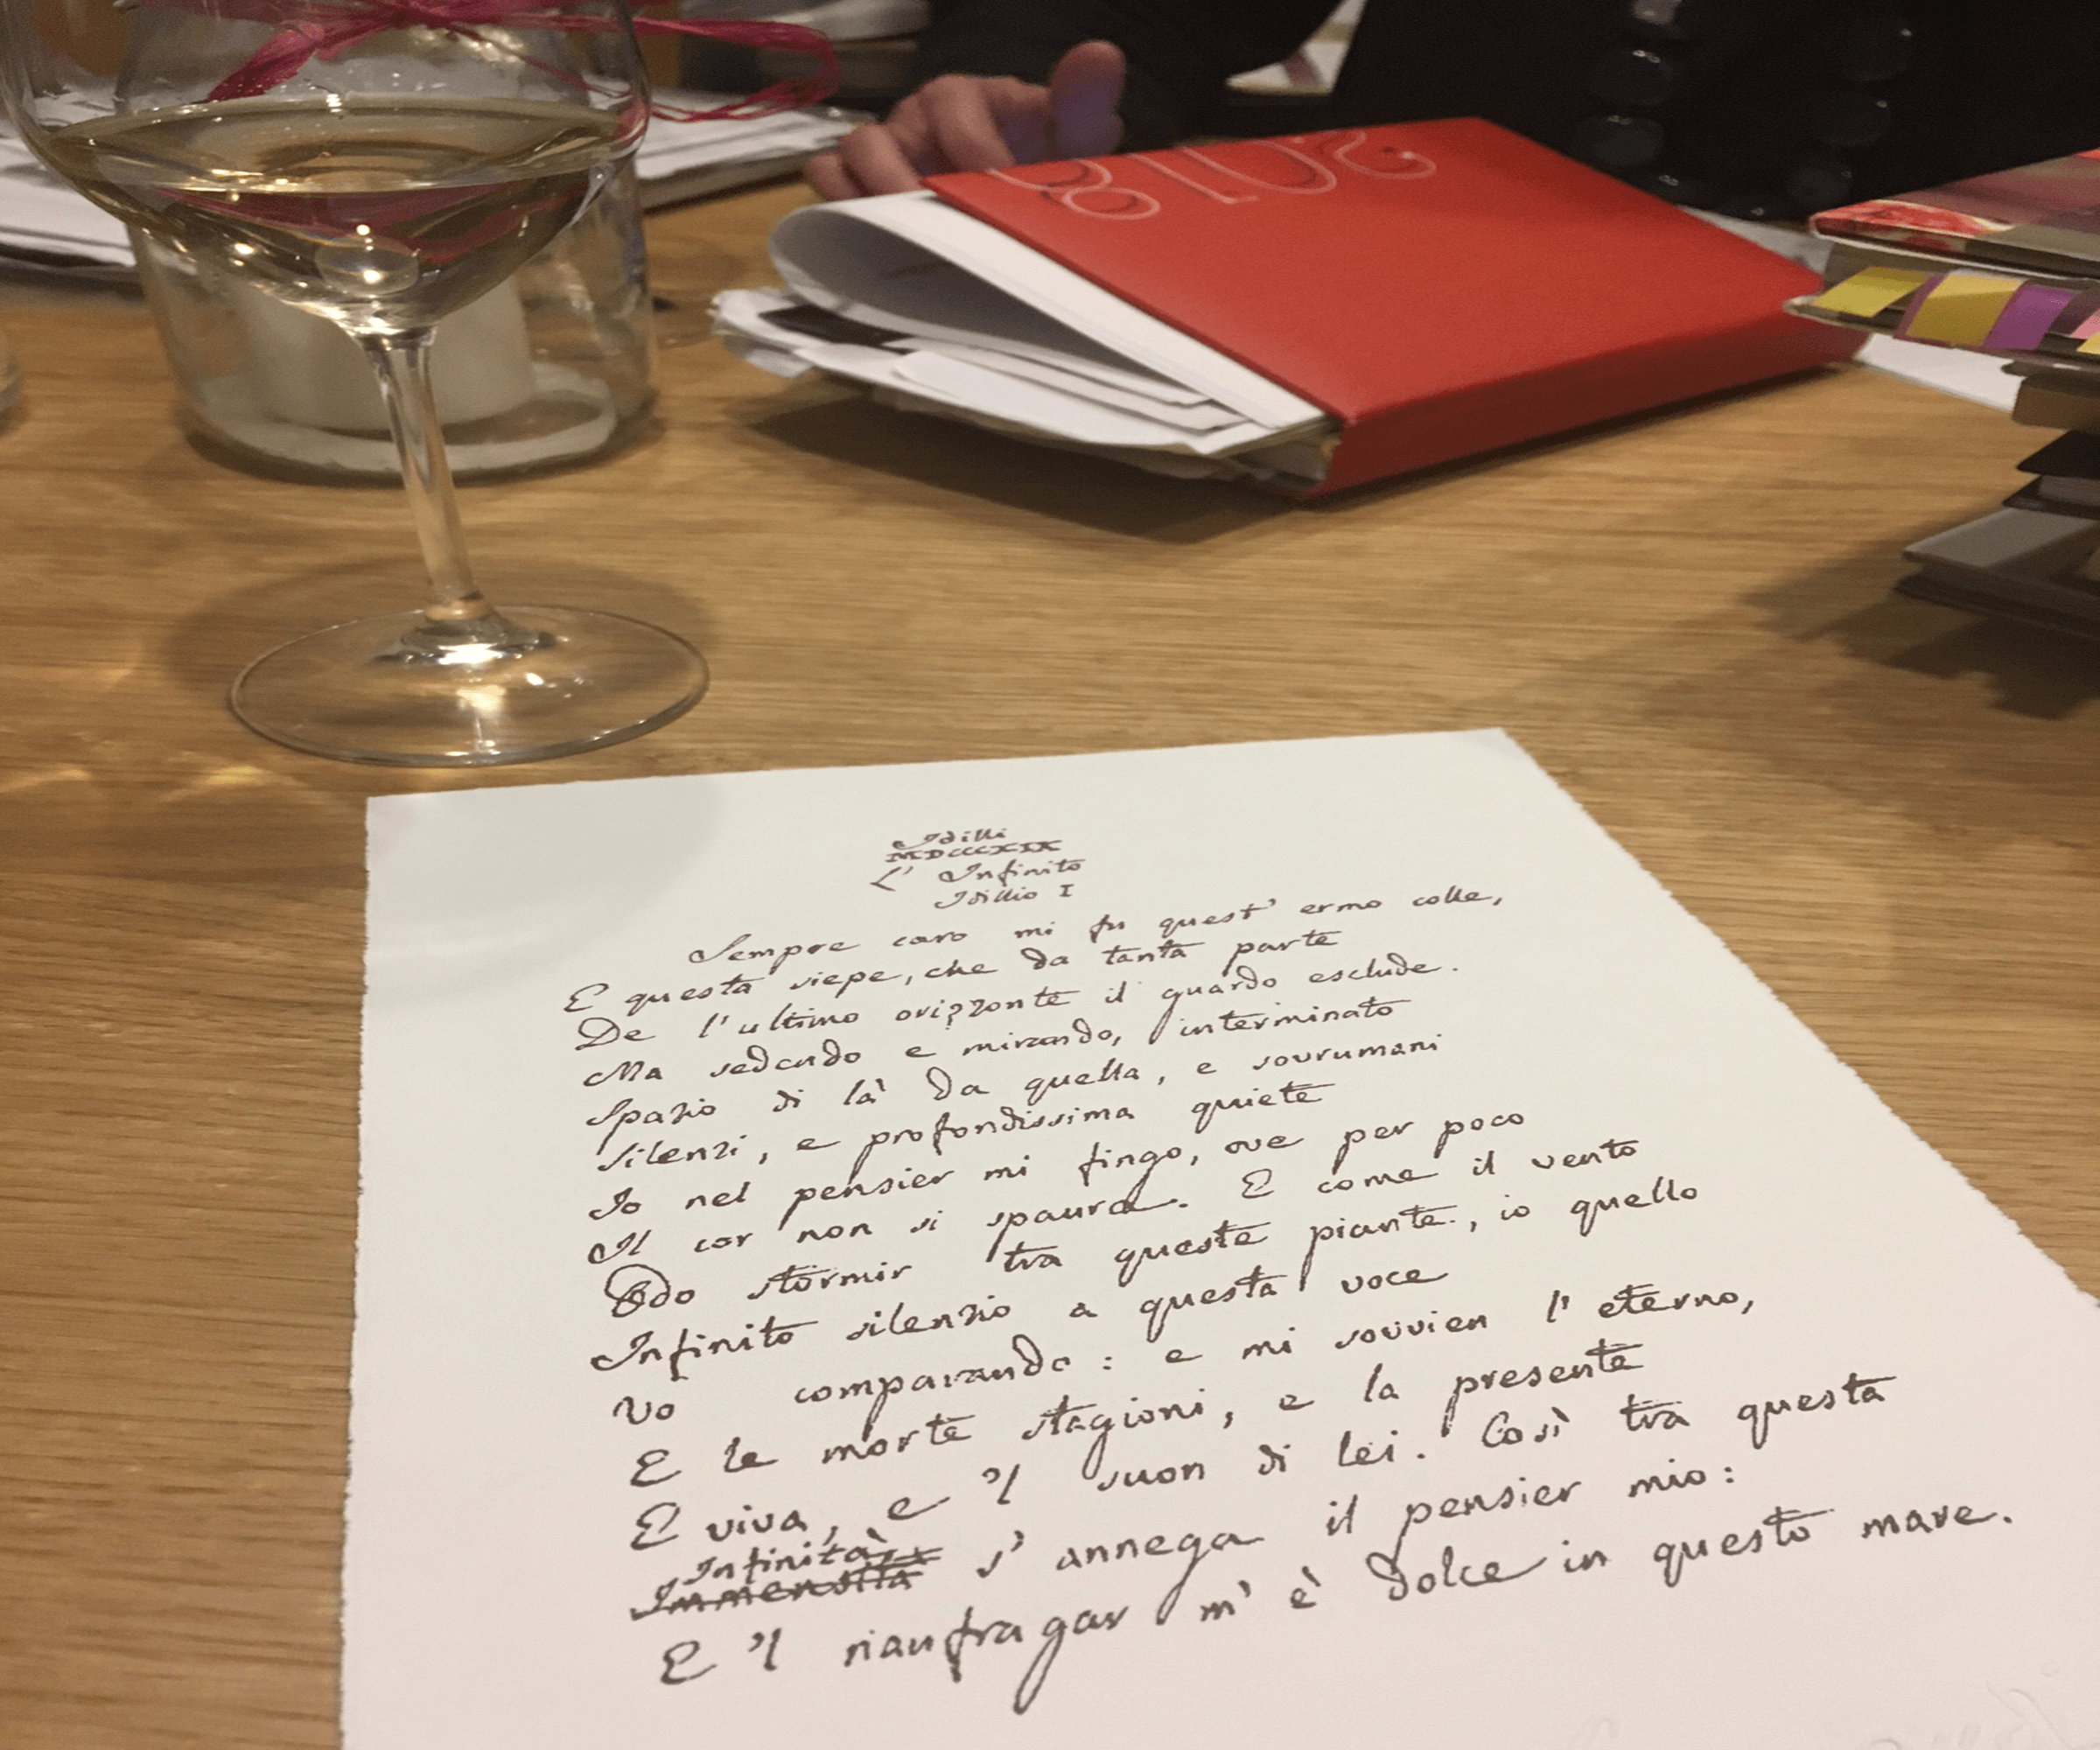 2018
Idilli
MDCCCXIX
L' Infinito
Idillio I
Sempre caro mi fu quest' ermo colle,
E questa siepe, che da tanta parte
De l'ultimo orizzonte il guardo esclude.
Ma sedendo e mirando, interminato
Spazio di là da quella, e sovrumani
Silenzi, e profondissima quiete
Io nel pensier mi fingo, ove per poco
Il cor non si spaura. E come il vento
Odo stormir tra queste piante, io quello
Infinito silenzio a questa voce
Vo comparando: e mi sovvien l'eterno,
E le morte stagioni, e la presente
E viva, e 'l suon di lei. Così tra questa
Infinità
Immensità s' annega il pensier mio:
E 'l naufragar m' è dolce in questo mare.